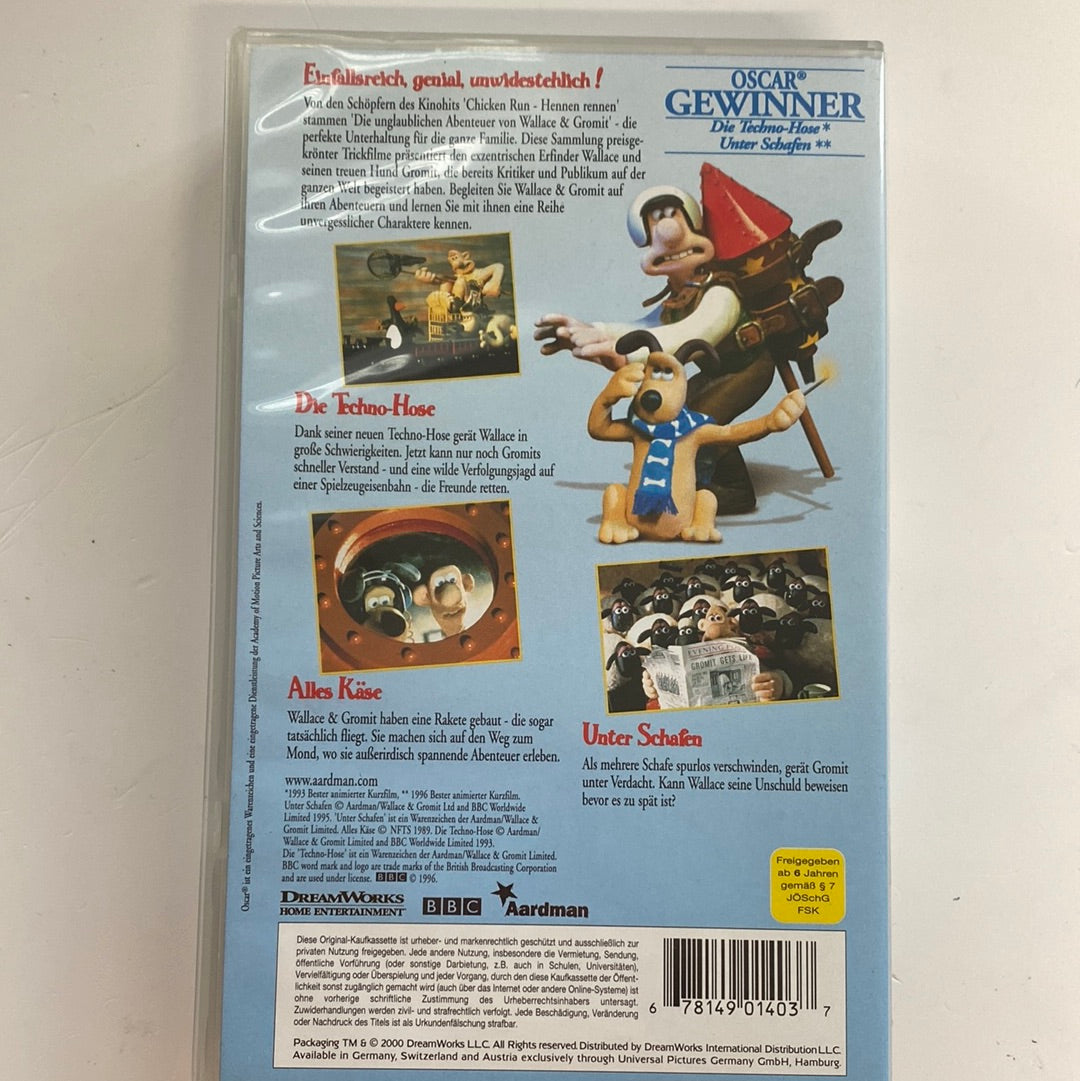 Einfallsreich, genial, unwidestehlich!
Von den Schöpfern des Kinohits 'Chicken Run - Hennen rennen'
stammen 'Die unglaublichen Abenteuer von Wallace & Gromit' - die
perfekte Unterhaltung für die ganze Familie. Diese Sammlung preisge-
krönter Trickfilme präsentiert den exzentrischen Erfinder Wallace und
seinen treuen Hund Gromit, die bereits Kritiker und Publikum auf der
ganzen Welt begeistert haben. Begleiten Sie Wallace & Gromit auf
ihren Abenteuern und lernen Sie mit ihnen eine Reihe
unvergesslicher Charaktere kennen.
OSCAR®
GEWINNER
Die Techno-Hose*
Unter Schafen**
Die Techno-Hose
Dank seiner neuen Techno-Hose gerät Wallace in
große Schwierigkeiten. Jetzt kann nur noch Gromits
schneller Verstand - und eine wilde Verfolgungsjagd auf
einer Spielzeugeisenbahn - die Freunde retten.
Alles Käse
Wallace & Gromit haben eine Rakete gebaut - die sogar
tatsächlich fliegt. Sie machen sich auf den Weg zum
Mond, wo sie außerirdisch spannende Abenteuer erleben.
EVENING
GROMIT GETS LIFE
Unter Schafen
Als mehrere Schafe spurlos verschwinden, gerät Gromit
unter Verdacht. Kann Wallace seine Unschuld beweisen
bevor es zu spät ist?
www.aardman.com
*1993 Bester animierter Kurzfilm, ** 1996 Bester animierter Kurzfilm.
Unter Schafen © Aardman/Wallace & Gromit Ltd and BBC Worldwide
Limited 1995. 'Unter Schafen' ist ein Warenzeichen der Aardman/Wallace &
Gromit Limited. Alles Käse © NFTS 1989. Die Techno-Hose © Aardman/
Wallace & Gromit Limited and BBC Worldwide Limited 1993.
Die 'Techno-Hose' ist ein Warenzeichen der Aardman/Wallace & Gromit Limited.
BBC word mark and logo are trade marks of the British Broadcasting Corporation
and are used under license. BBC © 1996.
Oscar® ist ein eingetragenes Warenzeichen und eine eingetragene Dienstleistung der Academy of Motion Picture Arts and Sciences.
DREAMWORKS
HOME ENTERTAINMENT
BBC
Aardman
Freigegeben
ab 6 Jahren
gemäß § 7
JÖSchG
FSK
Diese Original-Kaufkassette ist urheber- und markenrechtlich geschützt und ausschließlich zur
privaten Nutzung freigegeben. Jede andere Nutzung, insbesondere die Vermietung, Sendung,
öffentliche Vorführung (oder sonstige Darbietung, z.B. auch in Schulen, Universitäten),
Vervielfältigung oder Überspielung und jeder Vorgang, durch den diese Kaufkassette der Öffent-
lichkeit sonst zugänglich gemacht wird (auch über das Internet oder andere Online-Systeme) ist
ohne vorherige schriftliche Zustimmung des Urheberrechtsinhabers untersagt.
Zuwiderhandlungen werden zivil- und strafrechtlich verfolgt. Jede Beschädigung, Veränderung
oder Nachdruck des Titels ist als Urkundenfälschung strafbar.
6 78149 01403 7
Packaging TM & © 2000 DreamWorks L.L.C. All Rights reserved. Distributed by DreamWorks International Distribution L.L.C.
Available in Germany, Switzerland and Austria exclusively through Universal Pictures Germany GmbH, Hamburg.